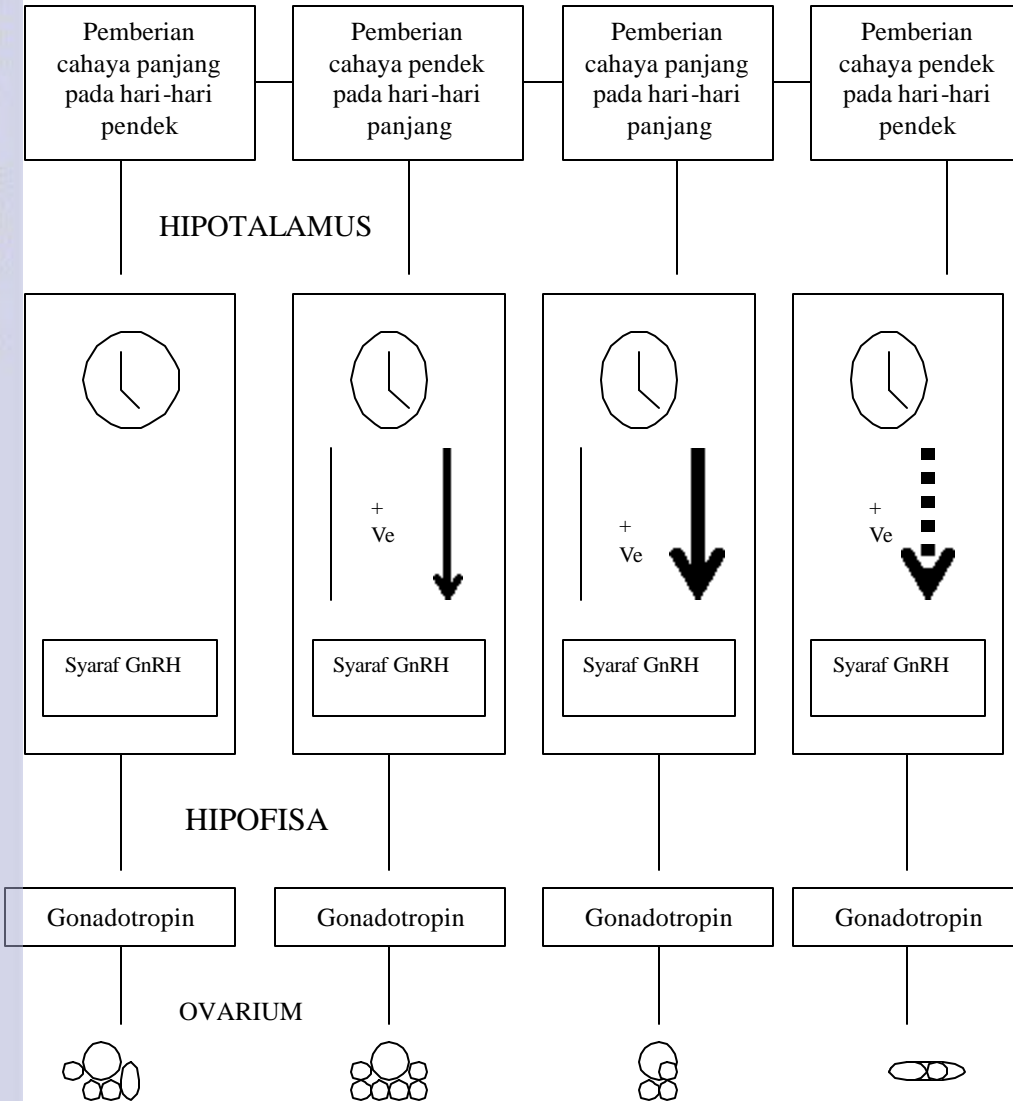 Pemberian
cahaya panjang
pada hari-hari
pendek
Pemberian
cahaya pendek
pada hari-hari
panjang
Pemberian
cahaya panjang
pada hari-hari
panjang
Pemberian
cahaya pendek
pada hari-hari
pendek
HIPOTALAMUS
+
Ve
+
Ve
+
Ve
Syaraf GnRH
Syaraf GnRH
Syaraf GnRH
Syaraf GnRH
HIPOFISA
Gonadotropin
Gonadotropin
Gonadotropin
Gonadotropin
OVARIUM